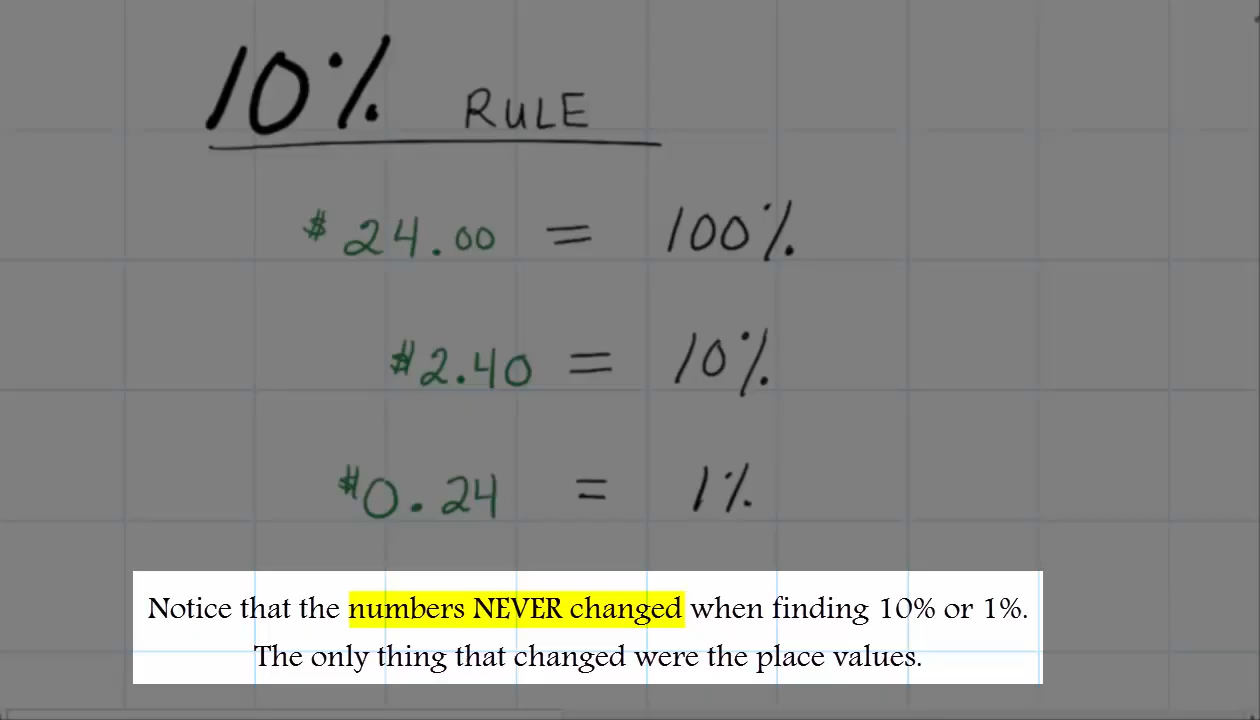 10% RULE
$24.00 = 100%
$2.40 = 10%
$0.24 = 1%
Notice that the numbers NEVER changed when finding 10% or 1%.
The only thing that changed were the place values.